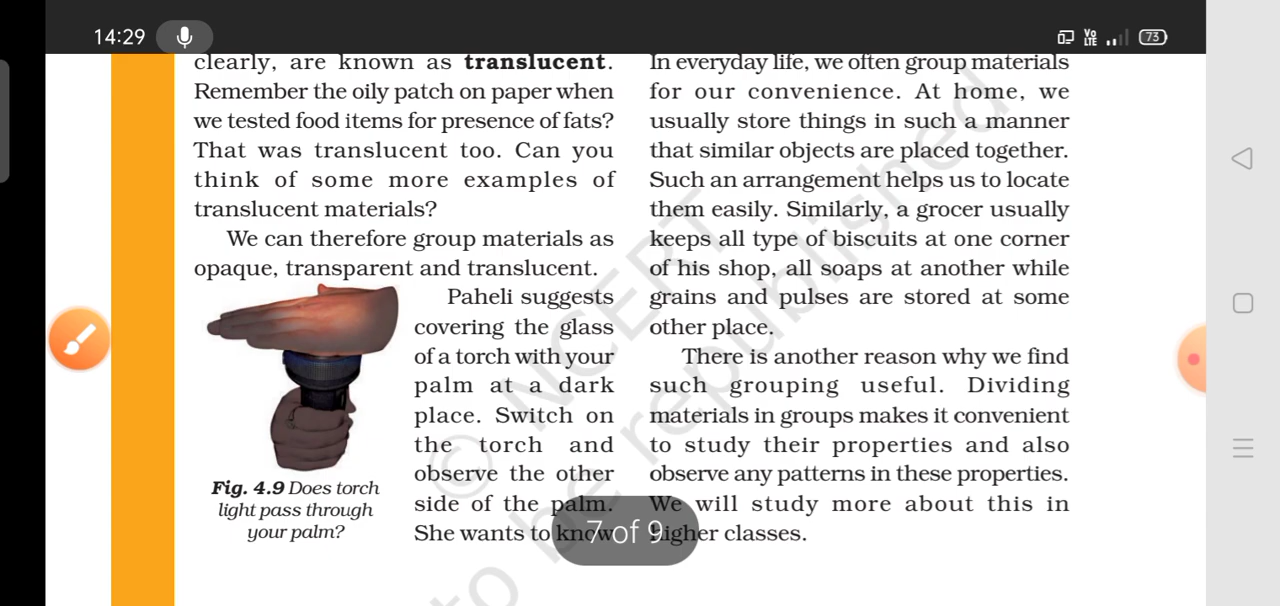 14:29
Vo
LTE
73
clearly, are known as translucent.
Remember the oily patch on paper when
we tested food items for presence of fats?
That was translucent too. Can you
think of some more examples of
translucent materials?
We can therefore group materials as
opaque, transparent and translucent.
Paheli suggests
covering the glass
of a torch with your
palm at a dark
place. Switch on
the torch and
observe the other
side of the palm.
She wants to know
Fig. 4.9 Does torch
light pass through
your palm?
In everyday life, we often group materials
for our convenience. At home, we
usually store things in such a manner
that similar objects are placed together.
Such an arrangement helps us to locate
them easily. Similarly, a grocer usually
keeps all type of biscuits at one corner
of his shop, all soaps at another while
grains and pulses are stored at some
other place.
There is another reason why we find
such grouping useful. Dividing
materials in groups makes it convenient
to study their properties and also
observe any patterns in these properties.
We will study more about this in
higher classes.
7 of 9
© NCERT
to be republished